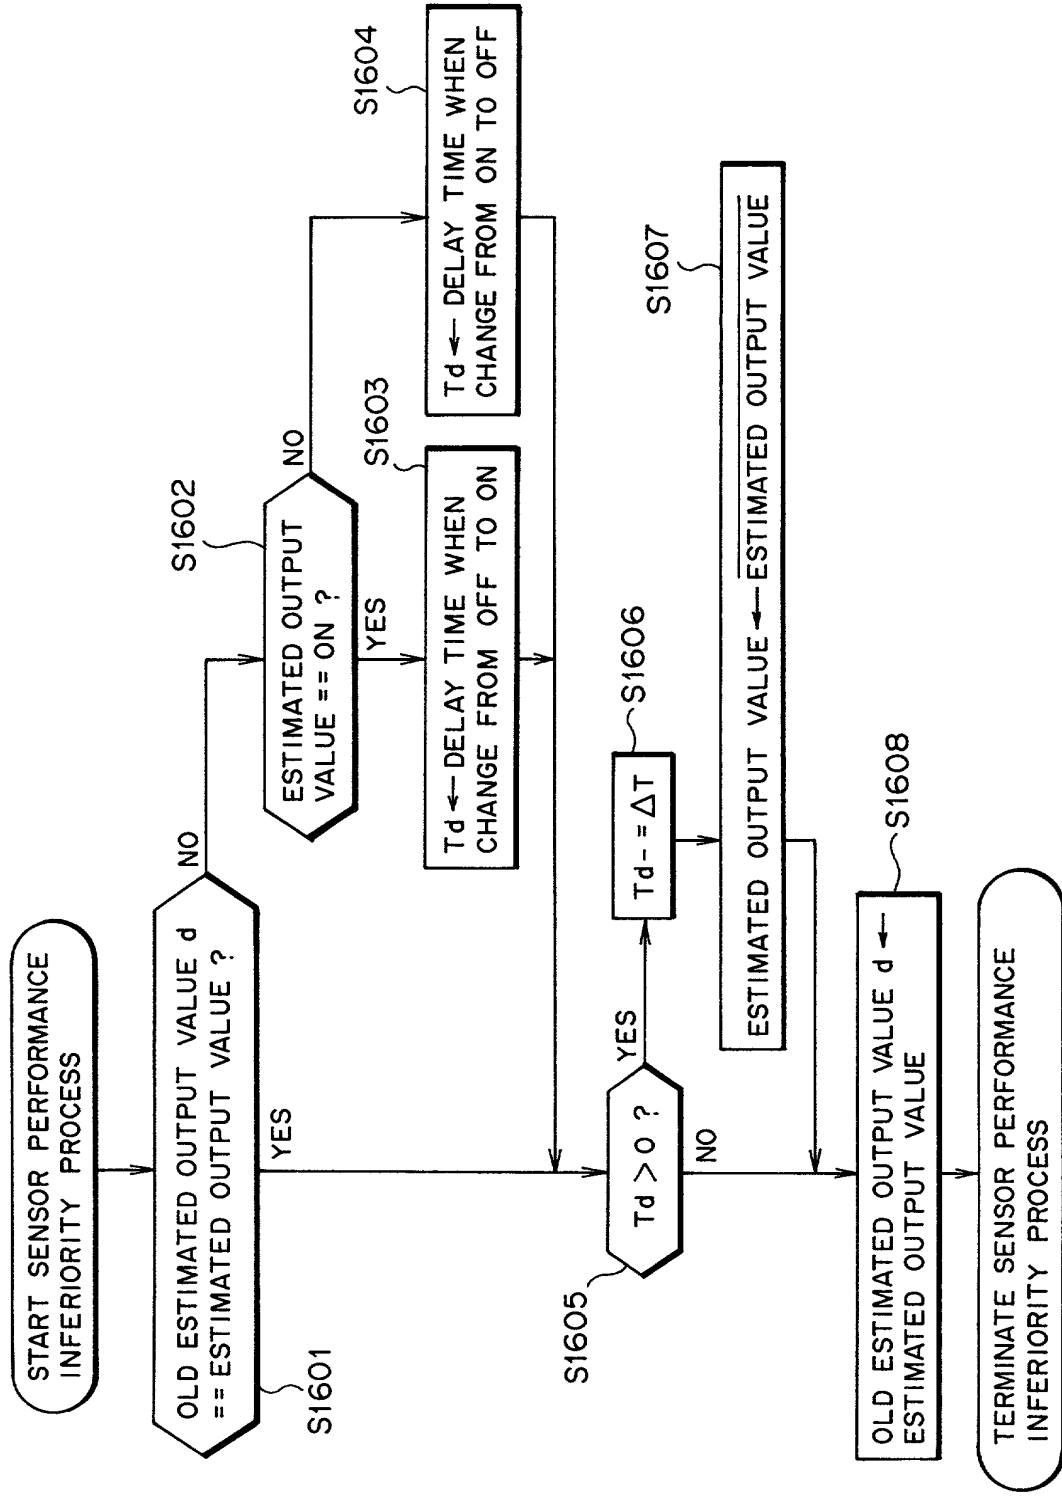 START SENSOR PERFORMANCE
INFERIORITY PROCESS
OLD ESTIMATED OUTPUT VALUE d
== ESTIMATED OUTPUT VALUE ?
S1601
NO
YES
ESTIMATED OUTPUT
VALUE == ON ?
S1602
NO
YES
Td ← DELAY TIME WHEN
CHANGE FROM OFF TO ON
S1603
Td ← DELAY TIME WHEN
CHANGE FROM ON TO OFF
S1604
Td > 0 ?
S1605
YES
NO
Td- = ΔT
S1606
ESTIMATED OUTPUT VALUE ← ESTIMATED OUTPUT VALUE
S1607
OLD ESTIMATED OUTPUT VALUE d ←
ESTIMATED OUTPUT VALUE
S1608
TERMINATE SENSOR PERFORMANCE
INFERIORITY PROCESS